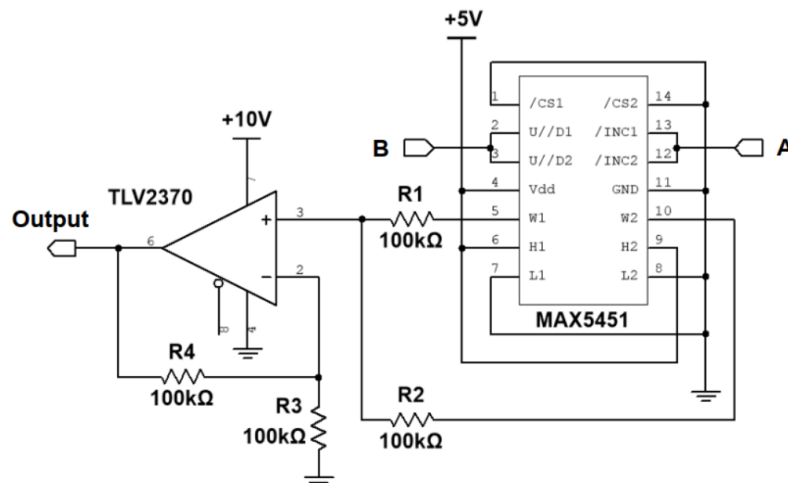 +5V
1 /CS1 /CS2 14
2 U//D1 /INC1 13
3 U//D2 /INC2 12
4 Vdd GND 11
5 W1 W2 10
6 H1 H2 9
7 L1 L2 8
MAX5451
B
A
+10V
TLV2370
Output
7
+
3
−
2
6
8
4
R1
100kΩ
R4
100kΩ
R3
100kΩ
R2
100kΩ